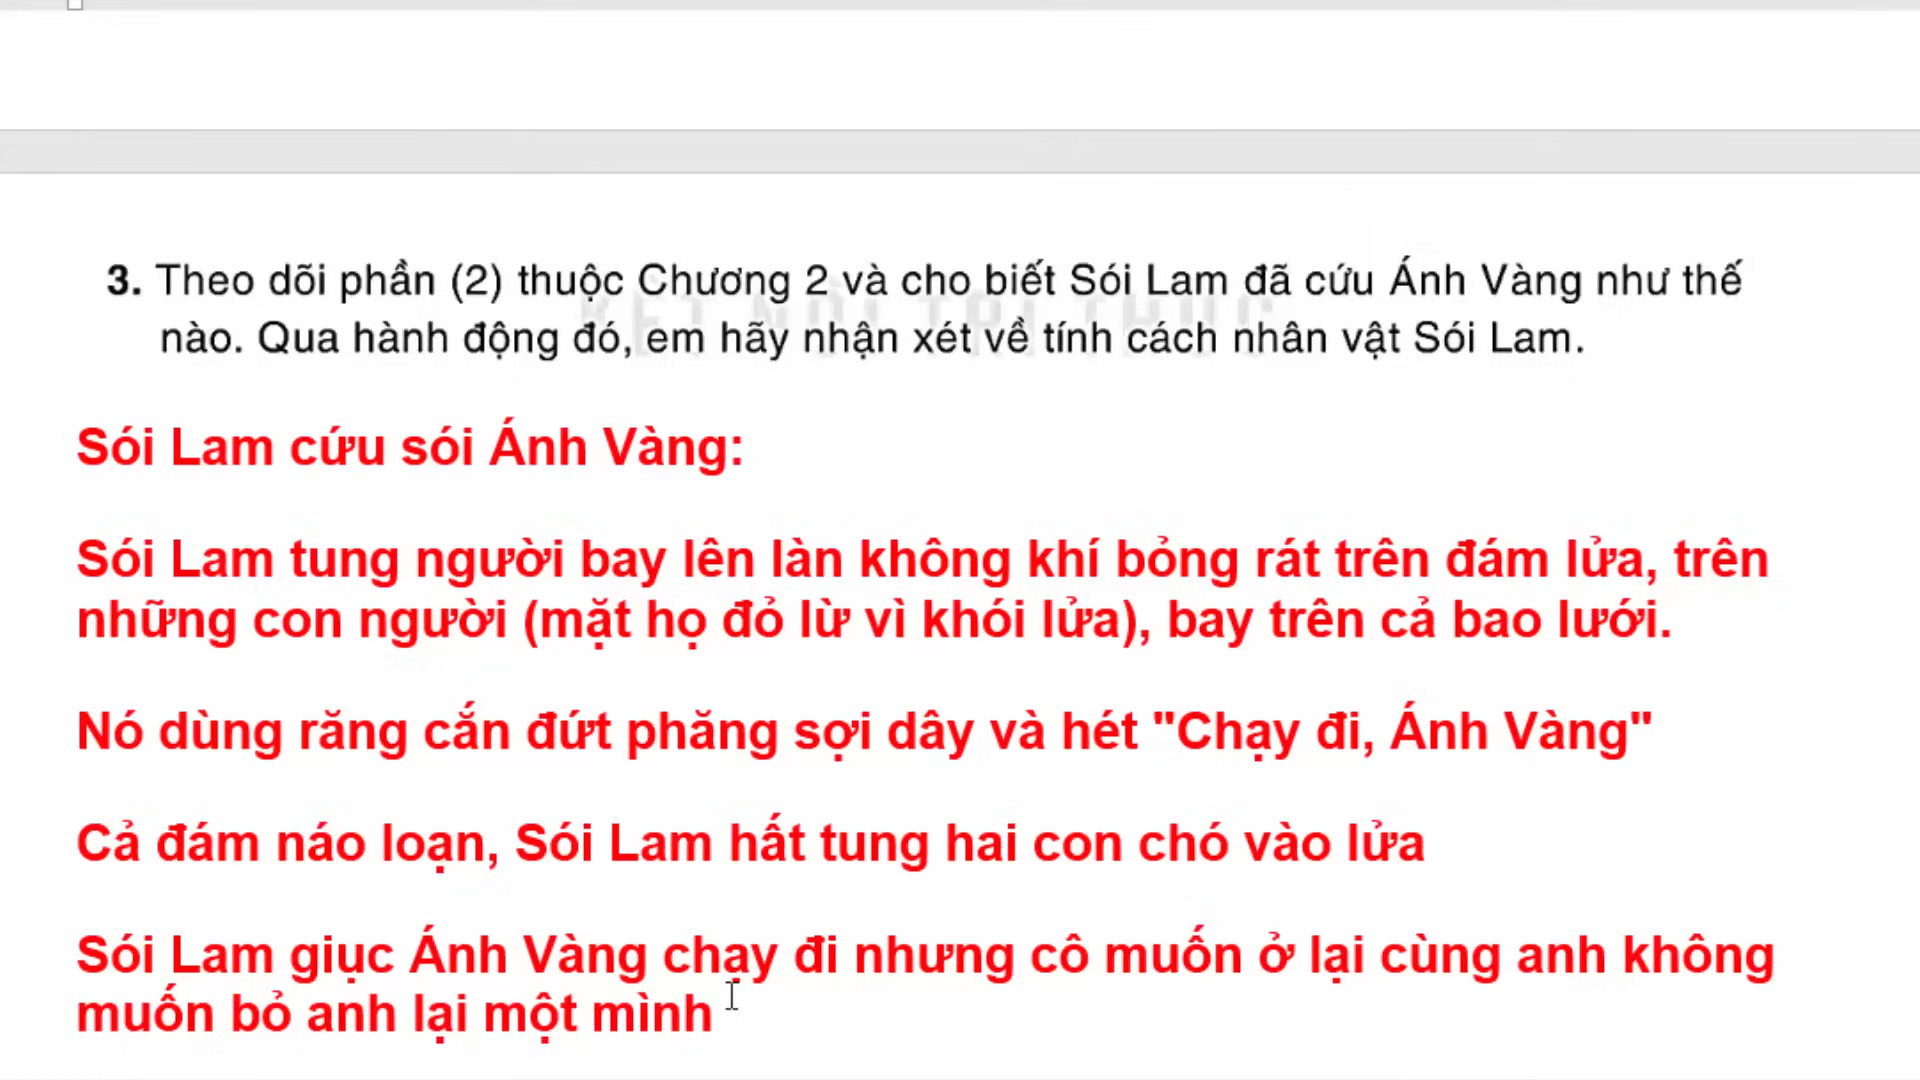 3. Theo dõi phần (2) thuộc Chương 2 và cho biết Sói Lam đã cứu Ánh Vàng như thế
nào. Qua hành động đó, em hãy nhận xét về tính cách nhân vật Sói Lam.
KẾT NỐI TRI THỨC
Sói Lam cứu sói Ánh Vàng:
Sói Lam tung người bay lên làn không khí bỏng rát trên đám lửa, trên
những con người (mặt họ đỏ lừ vì khói lửa), bay trên cả bao lưới.
Nó dùng răng cắn đứt phăng sợi dây và hét "Chạy đi, Ánh Vàng"
Cả đám náo loạn, Sói Lam hất tung hai con chó vào lửa
Sói Lam giục Ánh Vàng chạy đi nhưng cô muốn ở lại cùng anh không
muốn bỏ anh lại một mình